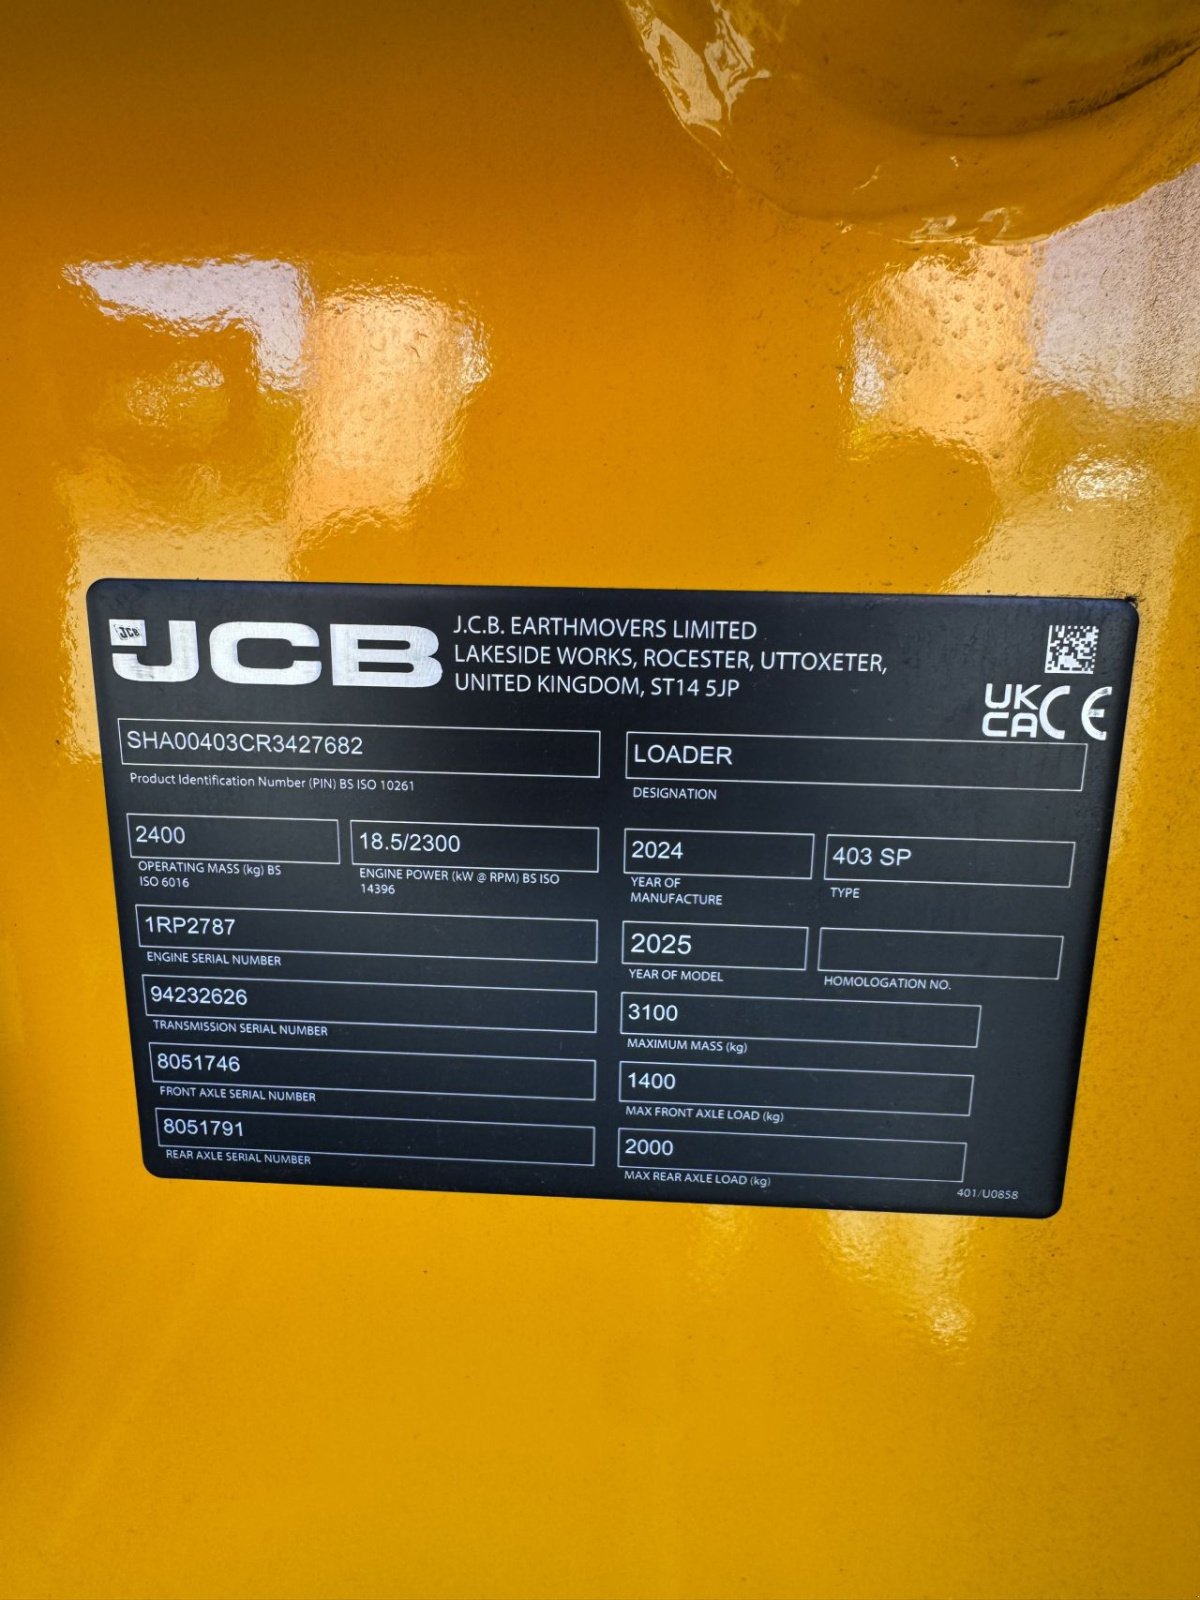 JCB JCB
J.C.B. EARTHMOVERS LIMITED
LAKESIDE WORKS, ROCESTER, UTTOXETER,
UNITED KINGDOM, ST14 5JP
UK
CA CE
SHA00403CR3427682
Product Identification Number (PIN) BS ISO 10261
LOADER
DESIGNATION
2400
OPERATING MASS (kg) BS
ISO 6016
18.5/2300
ENGINE POWER (kW @ RPM) BS ISO
14396
2024
YEAR OF
MANUFACTURE
403 SP
TYPE
1RP2787
ENGINE SERIAL NUMBER
2025
YEAR OF MODEL
HOMOLOGATION NO.
94232626
TRANSMISSION SERIAL NUMBER
3100
MAXIMUM MASS (kg)
8051746
FRONT AXLE SERIAL NUMBER
1400
MAX FRONT AXLE LOAD (kg)
8051791
REAR AXLE SERIAL NUMBER
2000
MAX REAR AXLE LOAD (kg)
401/U0858